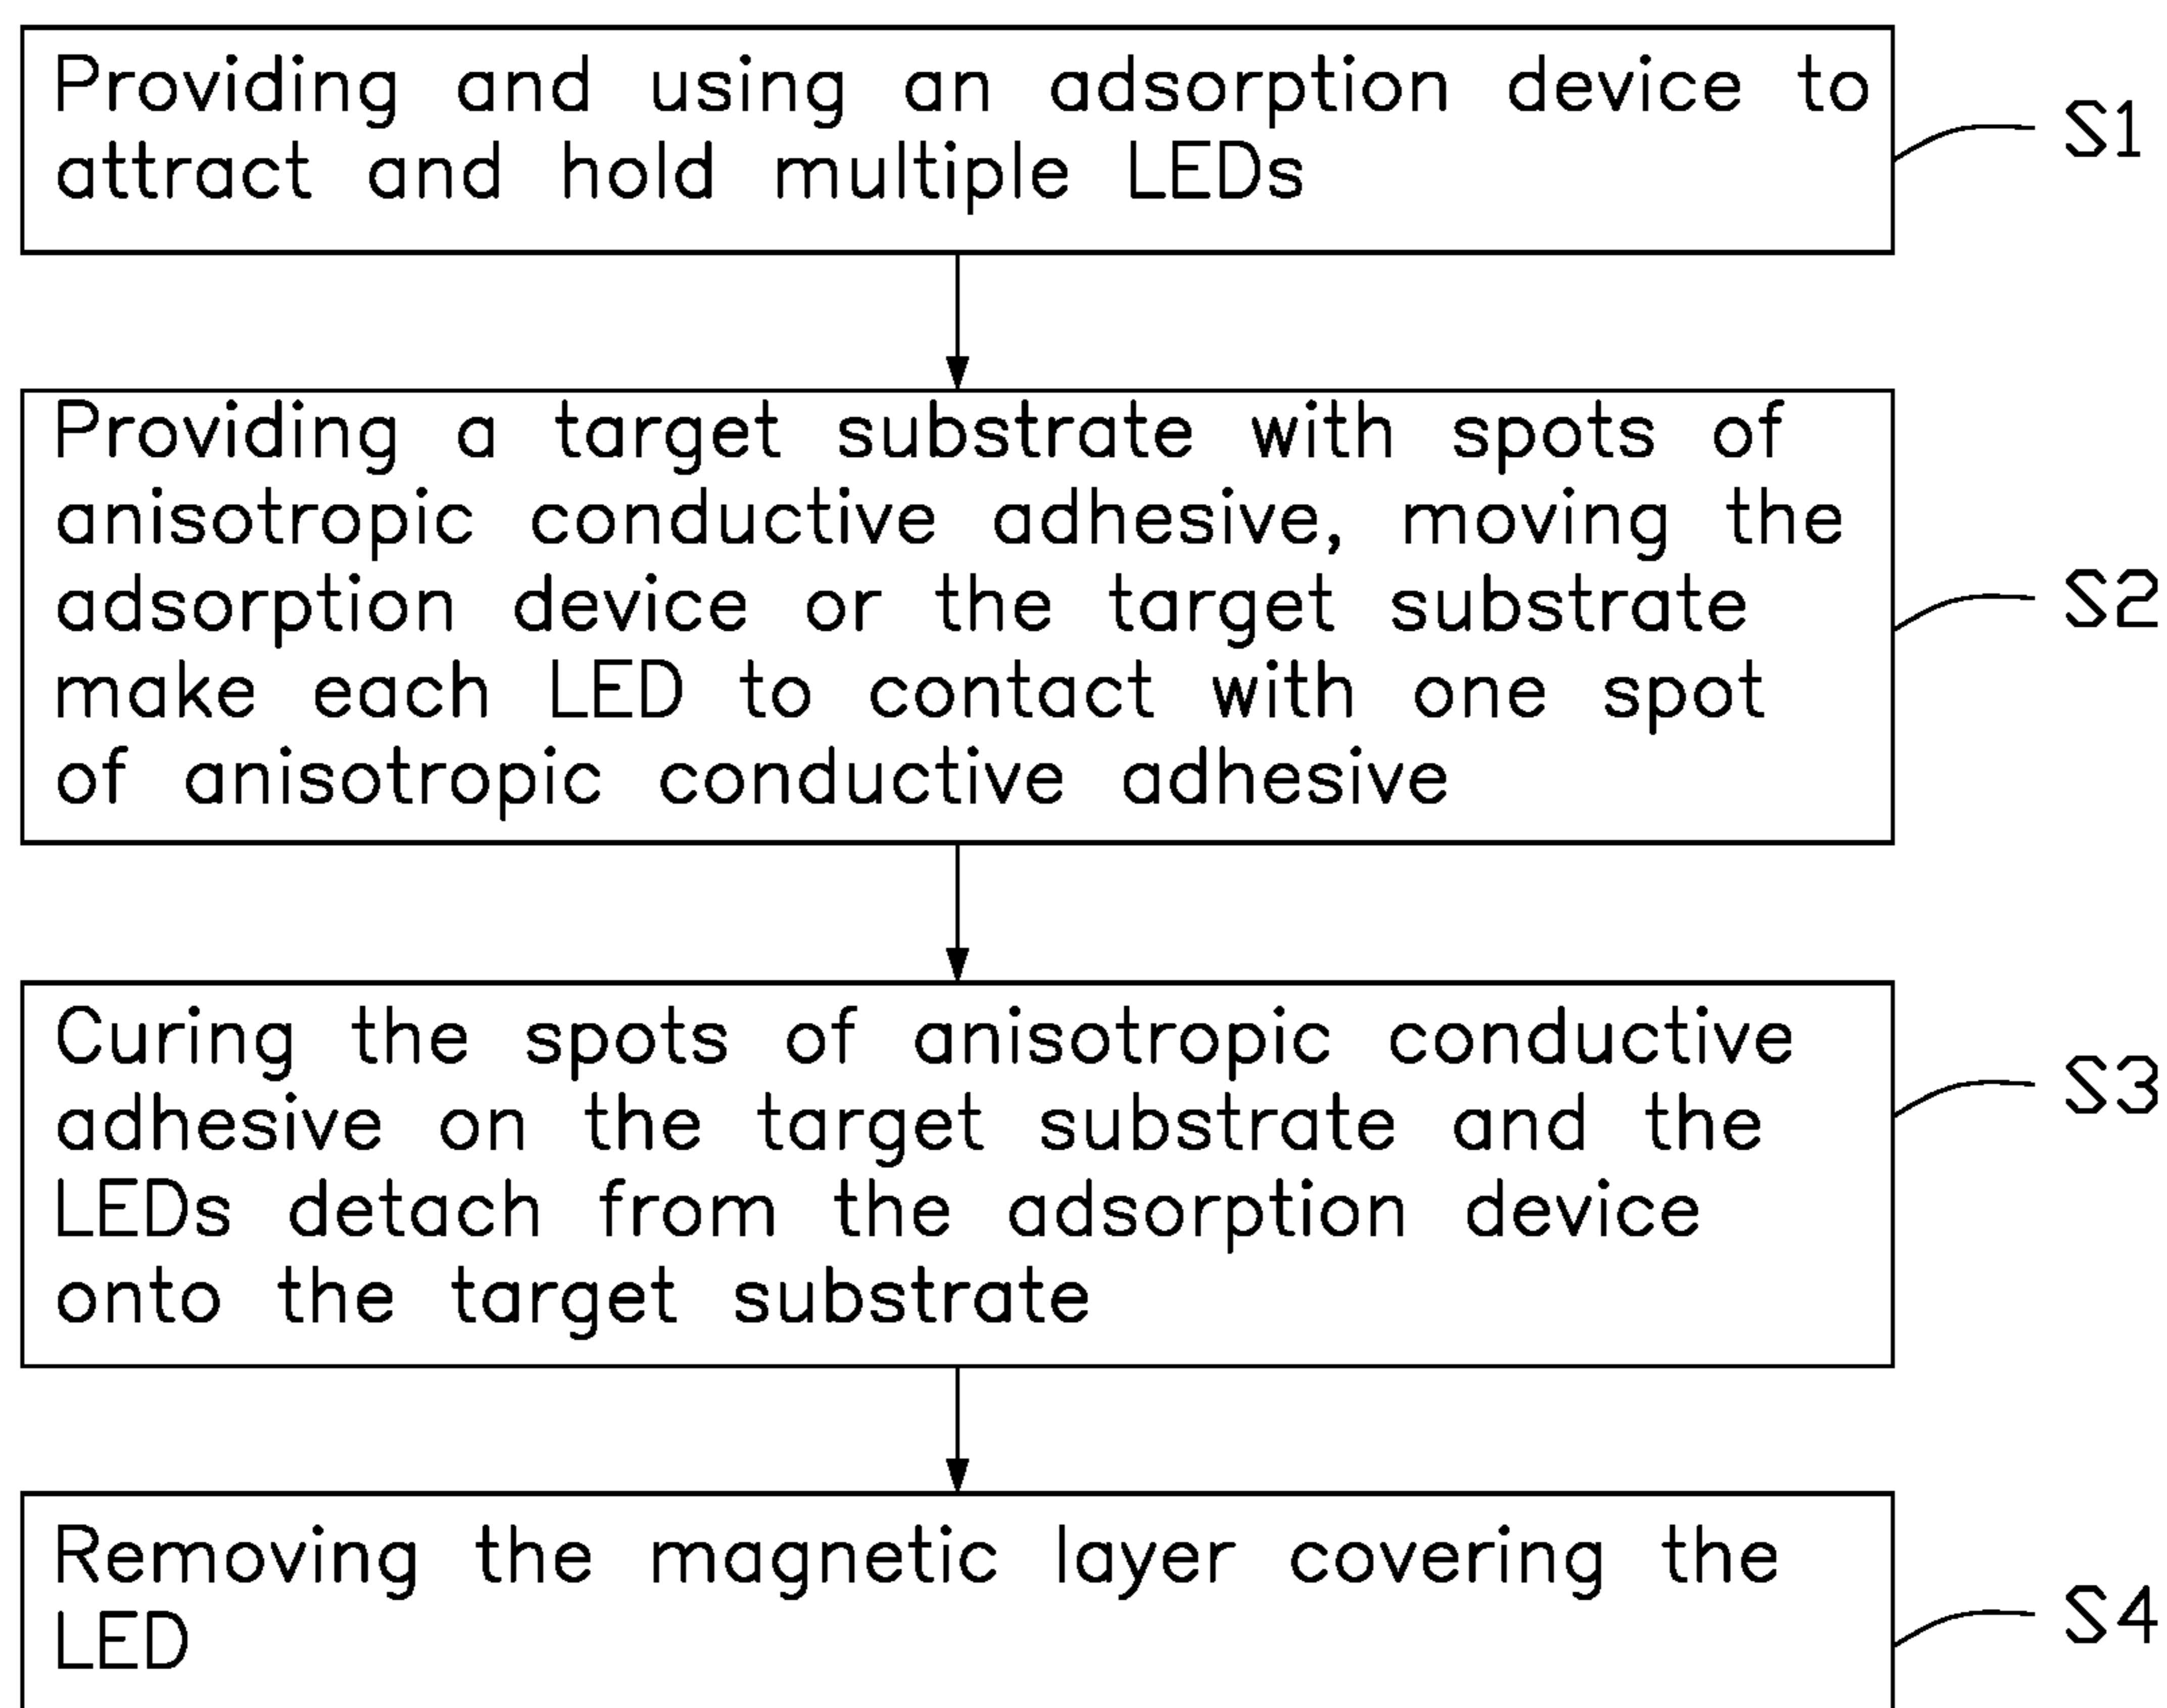 Providing and using an adsorption device to
attract and hold multiple LEDs
S1
Providing a target substrate with spots of
anisotropic conductive adhesive, moving the
adsorption device or the target substrate
make each LED to contact with one spot
of anisotropic conductive adhesive
S2
Curing the spots of anisotropic conductive
adhesive on the target substrate and the
LEDs detach from the adsorption device
onto the target substrate
S3
Removing the magnetic layer covering the
LED
S4